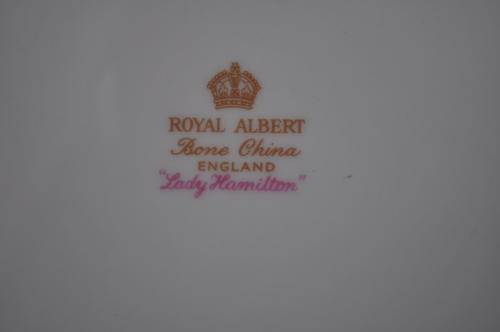 ROYAL ALBERT
Bone China
ENGLAND
"Lady Hamilton"